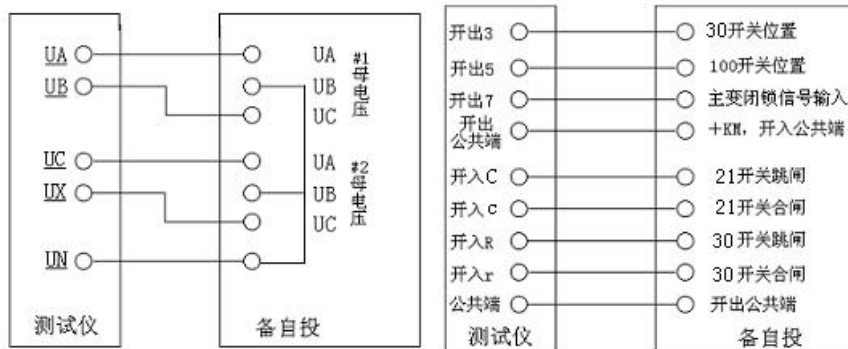 UA
UB
UC
UX
UN
测试仪
UA
UB
UC
#1母电压
UA
UB
UC
#2母电压
备自投
开出3
开出5
开出7
开出
公共端
开入C
开入c
开入R
开入r
公共端
测试仪
30开关位置
100开关位置
主变闭锁信号输入
+KM，开入公共端
21开关跳闸
21开关合闸
30开关跳闸
30开关合闸
开出公共端
备自投